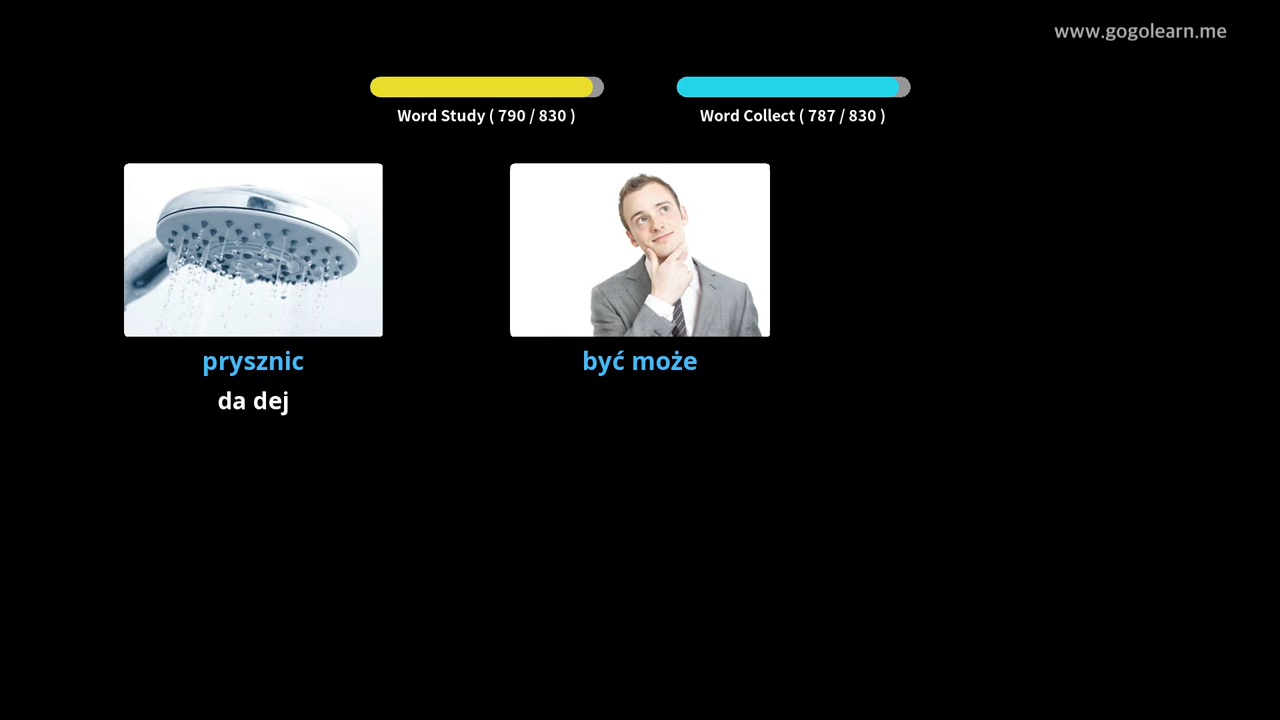 www.gogolearn.me
Word Study ( 790 / 830 )
Word Collect ( 787 / 830 )
prysznic
być może
da dej